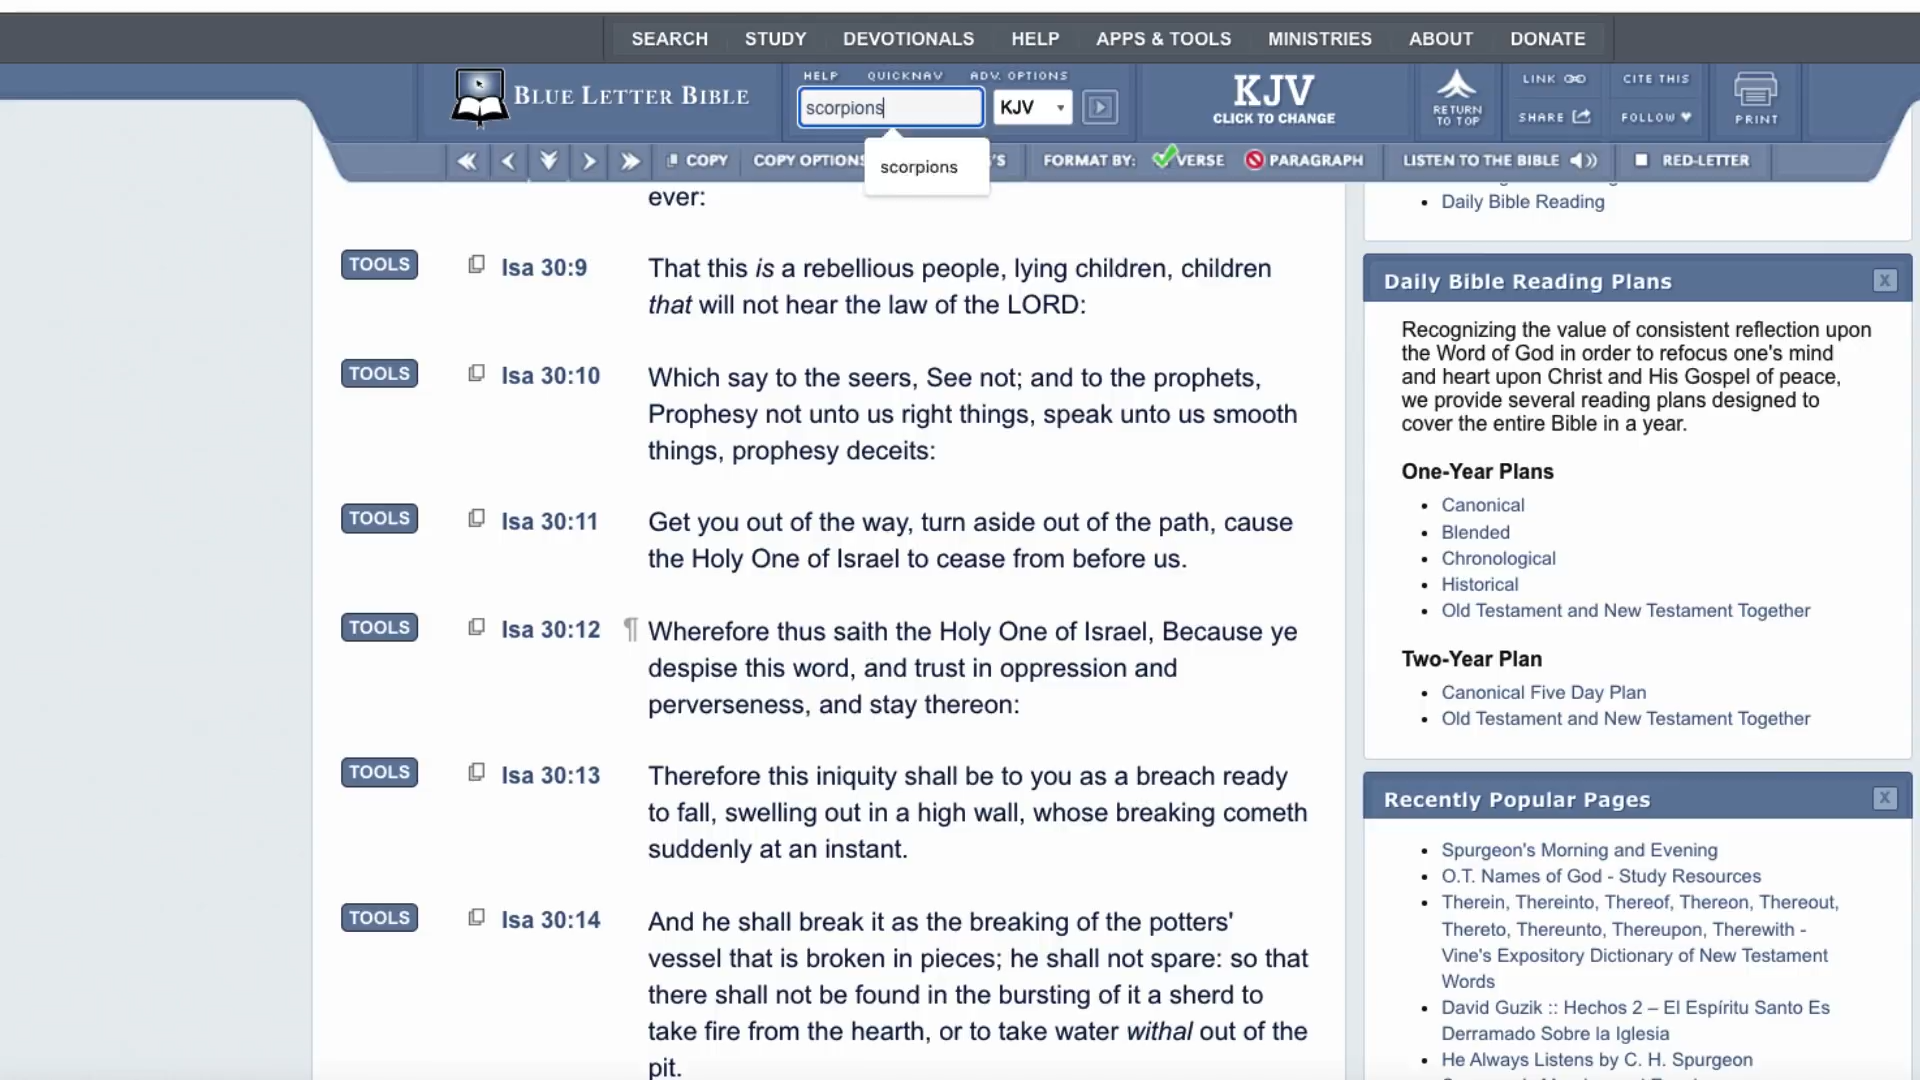 SEARCH STUDY DEVOTIONALS HELP APPS & TOOLS MINISTRIES ABOUT DONATE
BLUE LETTER BIBLE
HELP QUICKNAV ADV. OPTIONS
scorpions KJV
KJV
CLICK TO CHANGE
RETURN
TO TOP
LINK
SHARE
CITE THIS
FOLLOW
PRINT
COPY COPY OPTIONS 'S FORMAT BY: VERSE PARAGRAPH LISTEN TO THE BIBLE RED-LETTER
scorpions
ever:
TOOLS Isa 30:9 That this is a rebellious people, lying children, children
that will not hear the law of the LORD:
TOOLS Isa 30:10 Which say to the seers, See not; and to the prophets,
Prophesy not unto us right things, speak unto us smooth
things, prophesy deceits:
TOOLS Isa 30:11 Get you out of the way, turn aside out of the path, cause
the Holy One of Israel to cease from before us.
TOOLS Isa 30:12 ¶ Wherefore thus saith the Holy One of Israel, Because ye
despise this word, and trust in oppression and
perverseness, and stay thereon:
TOOLS Isa 30:13 Therefore this iniquity shall be to you as a breach ready
to fall, swelling out in a high wall, whose breaking cometh
suddenly at an instant.
TOOLS Isa 30:14 And he shall break it as the breaking of the potters'
vessel that is broken in pieces; he shall not spare: so that
there shall not be found in the bursting of it a sherd to
take fire from the hearth, or to take water withal out of the
pit.
Daily Bible Reading
Daily Bible Reading Plans X
Recognizing the value of consistent reflection upon
the Word of God in order to refocus one's mind
and heart upon Christ and His Gospel of peace,
we provide several reading plans designed to
cover the entire Bible in a year.
One-Year Plans
Canonical
Blended
Chronological
Historical
Old Testament and New Testament Together
Two-Year Plan
Canonical Five Day Plan
Old Testament and New Testament Together
Recently Popular Pages X
Spurgeon's Morning and Evening
O.T. Names of God - Study Resources
Therein, Thereinto, Thereof, Thereon, Thereout,
Thereto, Thereunto, Thereupon, Therewith -
Vine's Expository Dictionary of New Testament
Words
David Guzik :: Hechos 2 – El Espíritu Santo Es
Derramado Sobre la Iglesia
He Always Listens by C. H. Spurgeon